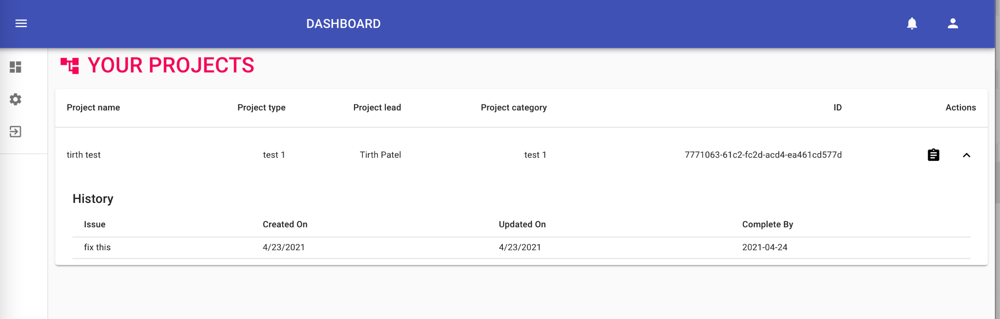 DASHBOARD
YOUR PROJECTS
Project name Project type Project lead Project category ID Actions
tirth test test 1 Tirth Patel test 1 7771063-61c2-fc2d-acd4-ea461cd577d
History
Issue Created On Updated On Complete By
fix this 4/23/2021 4/23/2021 2021-04-24